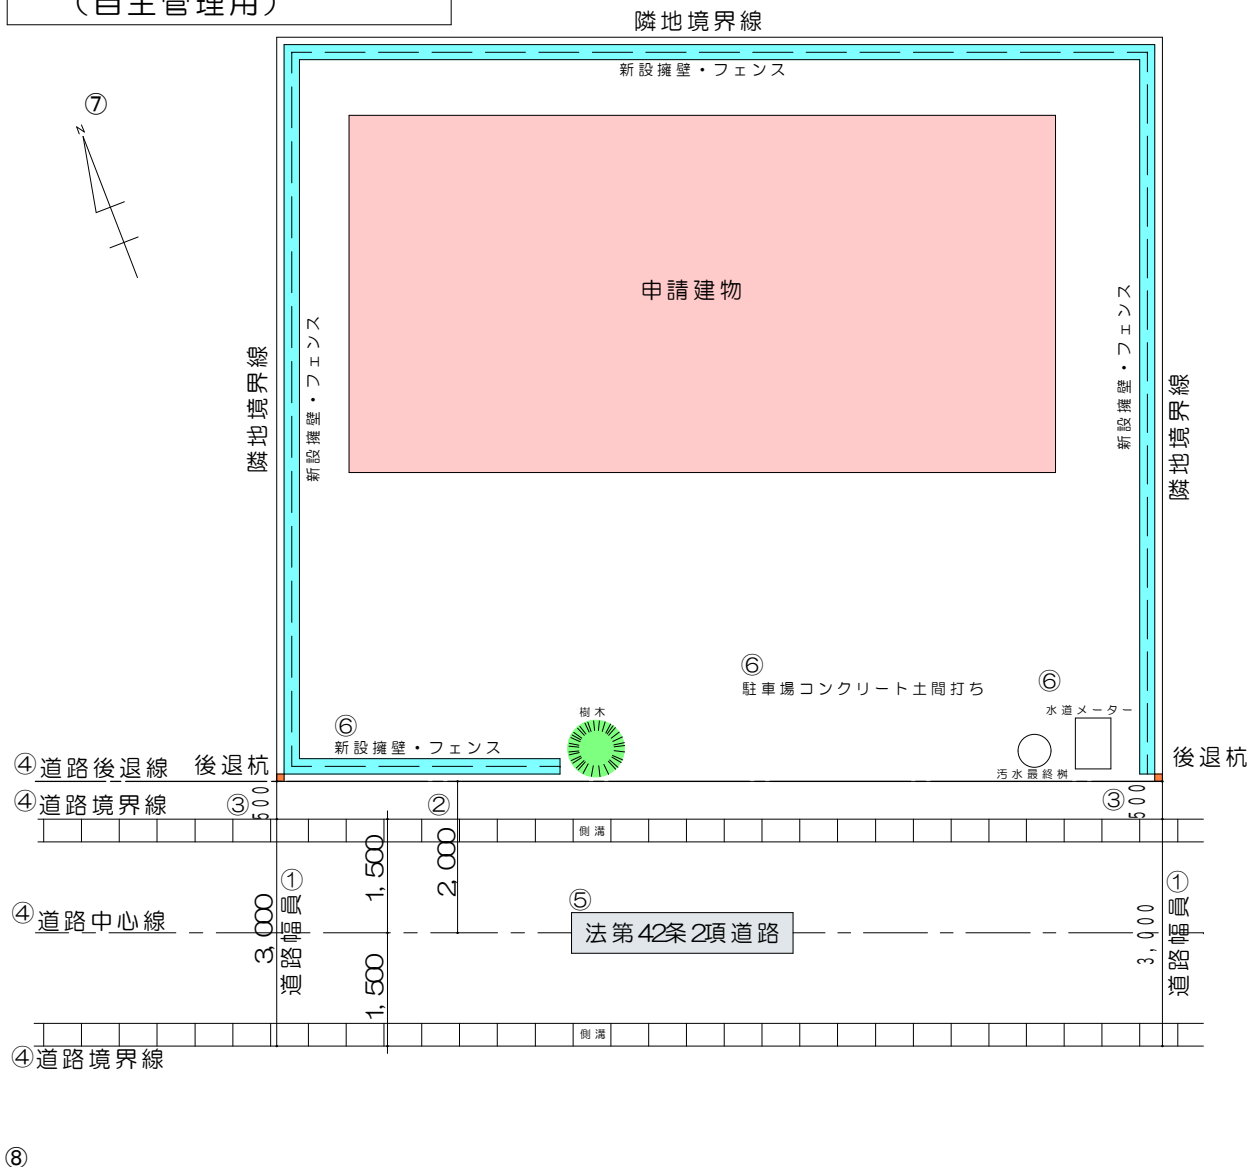 （自主管理用）
隣地境界線
新設擁壁・フェンス
⑦
N
申請建物
隣地境界線
新設擁壁・フェンス
新設擁壁・フェンス
隣地境界線
⑥
駐車場コンクリート土間打ち
⑥
水道メーター
樹木
⑥
新設擁壁・フェンス
汚水最終桝
④道路後退線
後退杭
後退杭
④道路境界線
③
500
②
③
500
側溝
1,500
2,000
①
道路幅員
3,000
⑤
法第42条2項道路
①
道路幅員
3,000
④道路中心線
1,500
側溝
④道路境界線
⑧